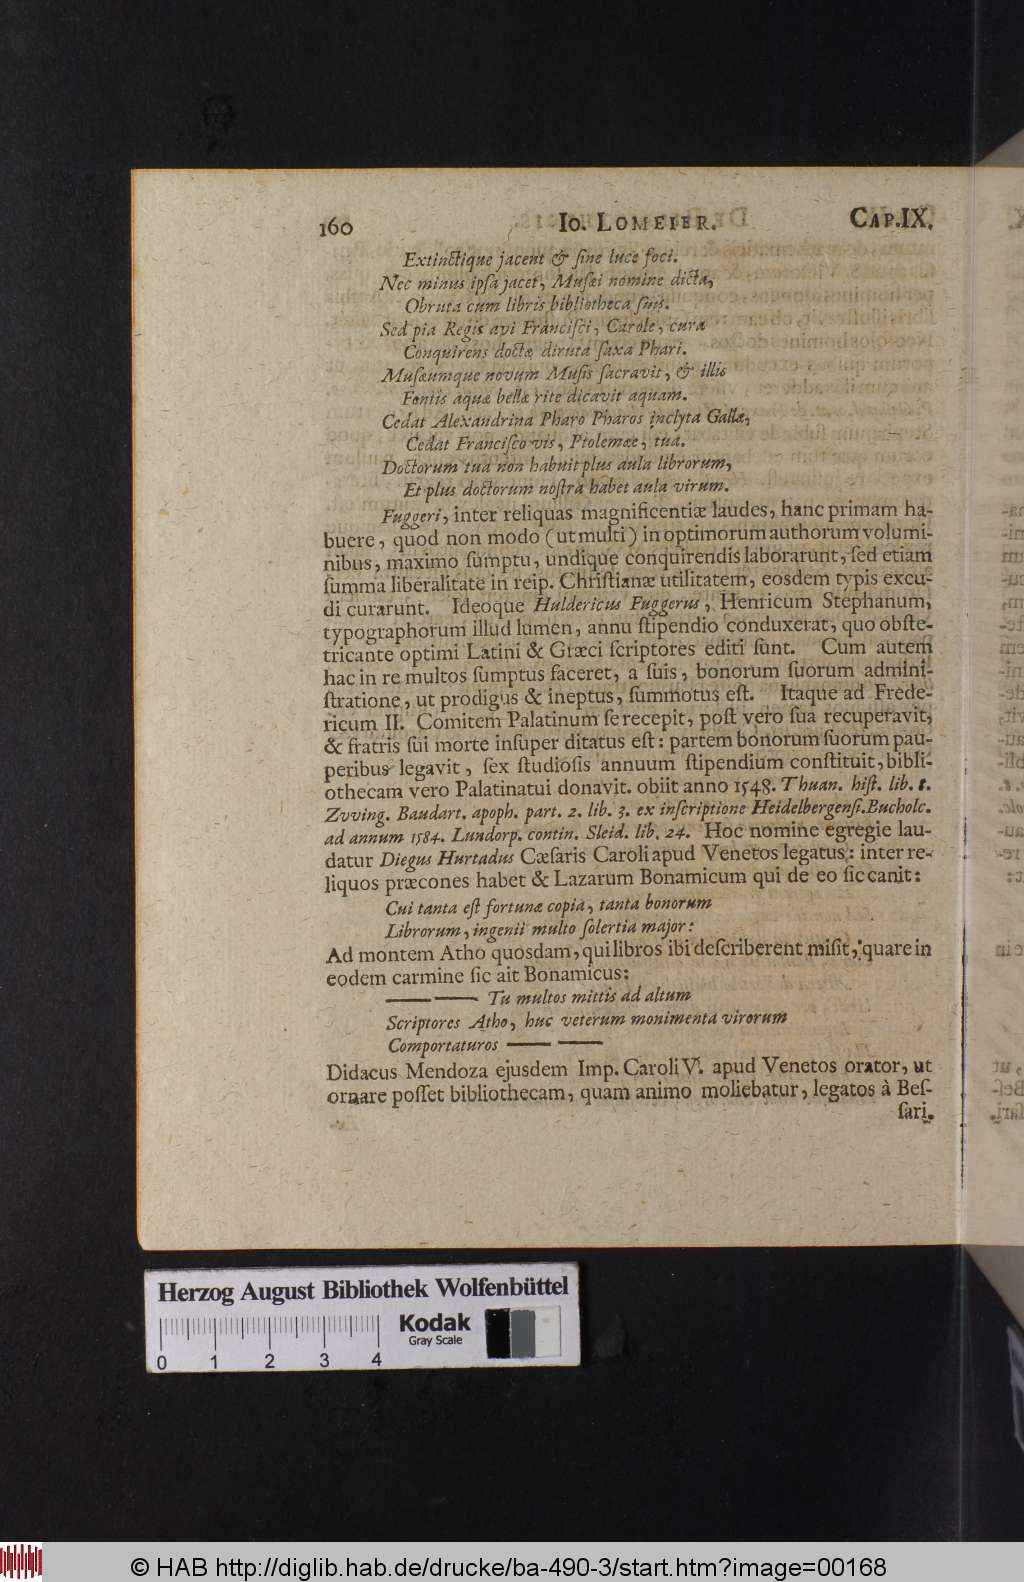 160 IO. LOMEIER. CAP.IX.
Extinctique jacent & ſine luce foci.
Nec minus ipſa jacet, Muſæi nomine dicta,
Obruta cum libris bibliotheca ſuis.
Sed pia Regis avi Franciſci, Carole, cura
Conquirens doctæ diruta ſaxa Phari.
Muſæumque novum Muſis ſacravit, & illis
Fontis aquæ bellæ rite dicavit aquam.
Cedat Alexandrina Pharo Pharos inclyta Gallæ,
Cedat Franciſco vis, Ptolemæe, tua.
Doctorum tua non habuit plus aula librorum,
Et plus doctorum noſtra habet aula virum.
Fuggeri, inter reliquas magnificentiæ laudes, hanc primam ha-
buere, quod non modo (ut multi) in optimorum authorum volumi-
nibus, maximo ſumptu, undique conquirendis laborarunt, ſed etiam
ſumma liberalitate in reip. Chriſtianæ utilitatem, eosdem typis excu-
di curarunt. Ideoque Huldericus Fuggerus, Henricum Stephanum,
typographorum illud lumen, annu ſtipendio conduxerat, quo obſte-
tricante optimi Latini & Græci ſcriptores editi ſunt. Cum autem
hac in re multos ſumptus faceret, a ſuis, bonorum ſuorum admini-
ſtratione, ut prodigus & ineptus, ſummotus eſt. Itaque ad Frede-
ricum II. Comitem Palatinum ſe recepit, poſt vero ſua recuperavit,
& fratris ſui morte inſuper ditatus eſt: partem bonorum ſuorum pau-
peribus legavit, ſex ſtudioſis annuum ſtipendium conſtituit, bibli-
othecam vero Palatinatui donavit. obiit anno 1548. Thuan. hiſt. lib. 8.
Zvving. Baudart. apoph. part. 2. lib. 3. ex inſcriptione Heidelbergenſi. Bucholc.
ad annum 1584. Lundorp. contin. Sleid. lib. 24. Hoc nomine egregie lau-
datur Diegus Hurtadus Cæſaris Caroli apud Venetos legatus: inter re-
liquos præcones habet & Lazarum Bonamicum qui de eo ſic canit:
Cui tanta eſt fortunæ copia, tanta bonorum
Librorum, ingenii multo ſolertia major:
Ad montem Atho quosdam, qui libros ibi deſcriberent miſit, quare in
eodem carmine ſic ait Bonamicus:
—— —— Tu multos mittis ad altum
Scriptores Atho, huc veterum monimenta virorum
Comportaturos —— ——
Didacus Mendoza ejusdem Imp. Caroli V. apud Venetos orator, ut
ornare poſſet bibliothecam, quam animo moliebatur, legatos à Beſ-
ſari.
Herzog August Bibliothek Wolfenbüttel
Kodak
Gray Scale
0 1 2 3 4
© HAB http://diglib.hab.de/drucke/ba-490-3/start.htm?image=00168